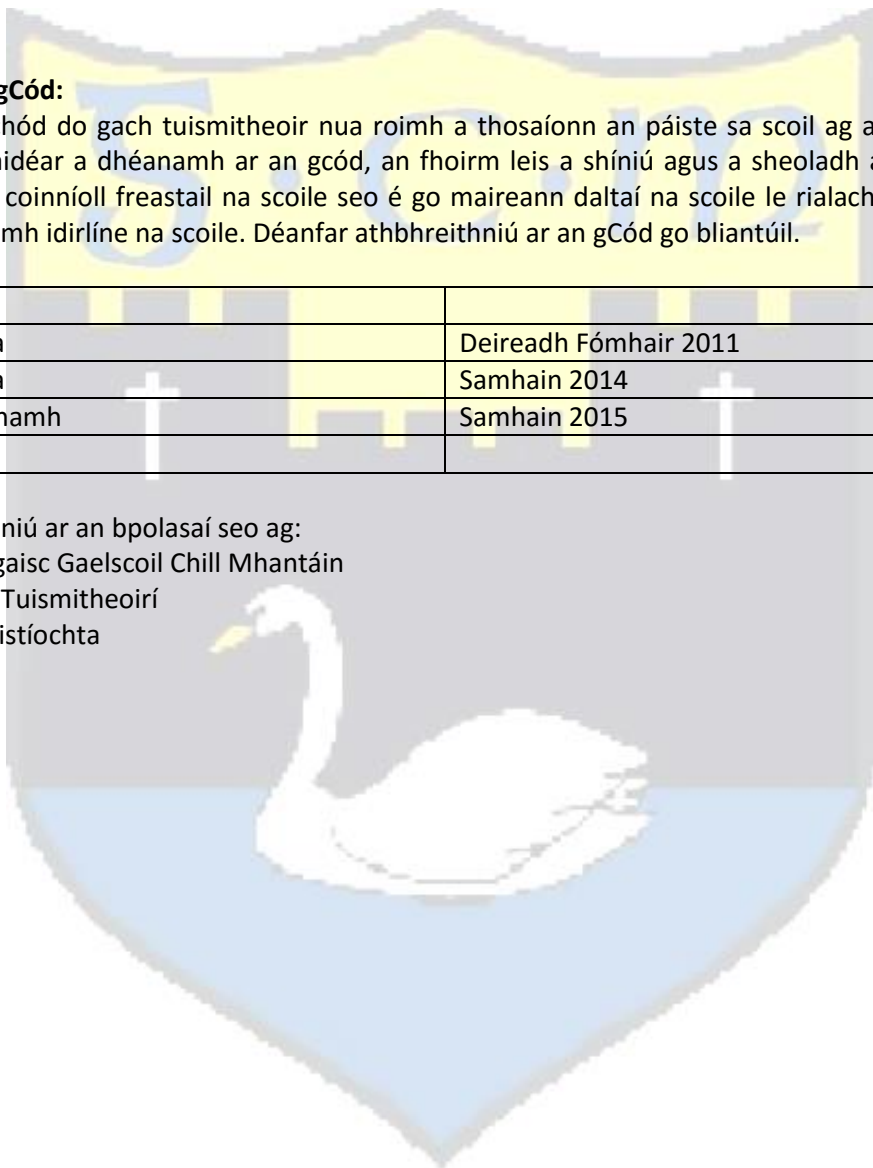 gCód:
hód do gach tuismitheoir nua roimh a thosaíonn an páiste sa scoil ag a
idéar a dhéanamh ar an gcód, an fhoirm leis a shíniú agus a sheoladh a
coinníoll freastail na scoile seo é go maireann daltaí na scoile le rialach
mh idirlíne na scoile. Déanfar athbhreithniú ar an gCód go bliantúil.
a Deireadh Fómhair 2011
a Samhain 2014
namh Samhain 2015
niú ar an bpolasaí seo ag:
gaisc Gaelscoil Chill Mhantáin
Tuismitheoirí
istíochta
S·C·M